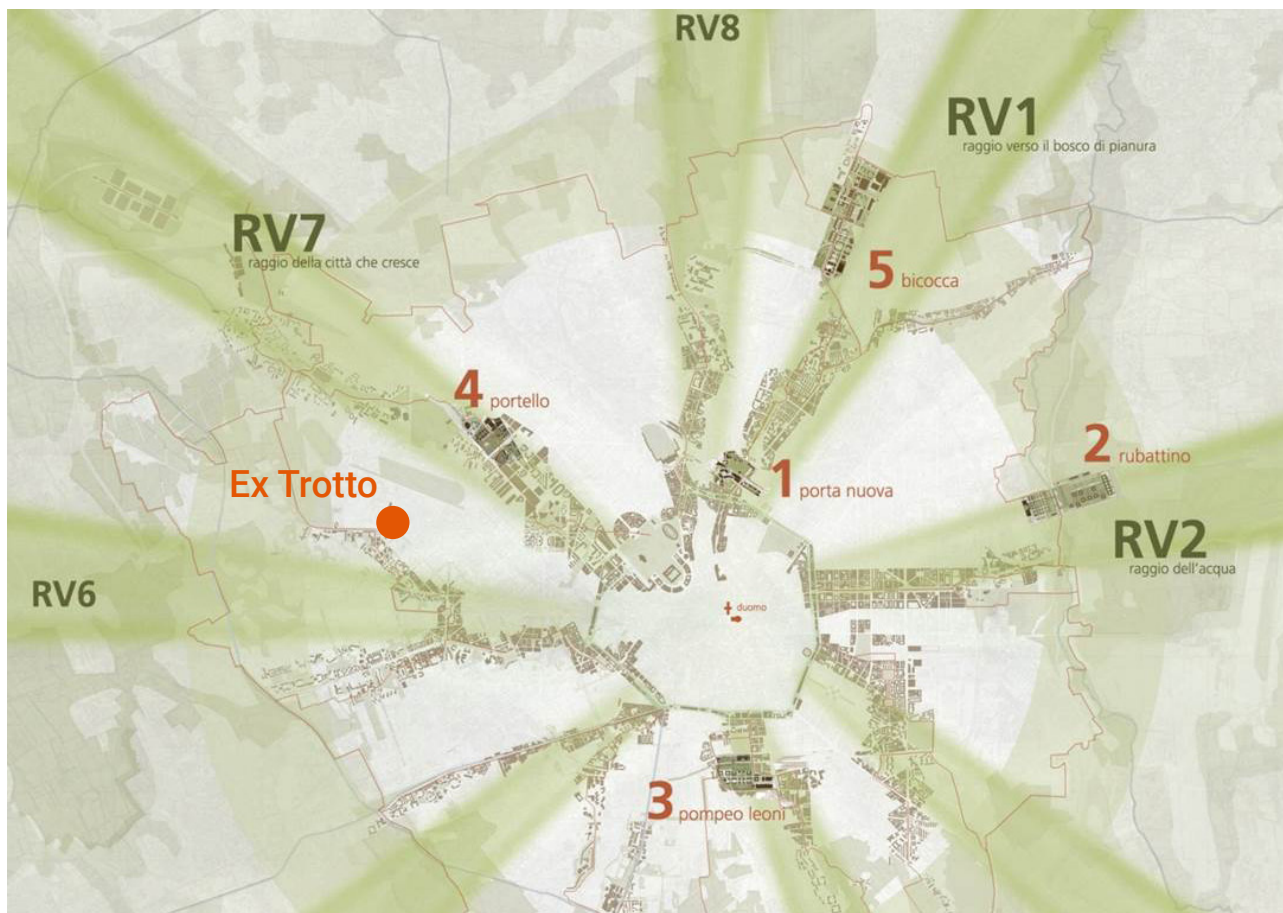 RV8
RV1
raggio verso il bosco di pianura
RV7
raggio della città che cresce
5 bicocca
4 portello
2 rubattino
Ex Trotto
1 porta nuova
RV2
raggio dell'acqua
RV6
duomo
3 pompeo leoni